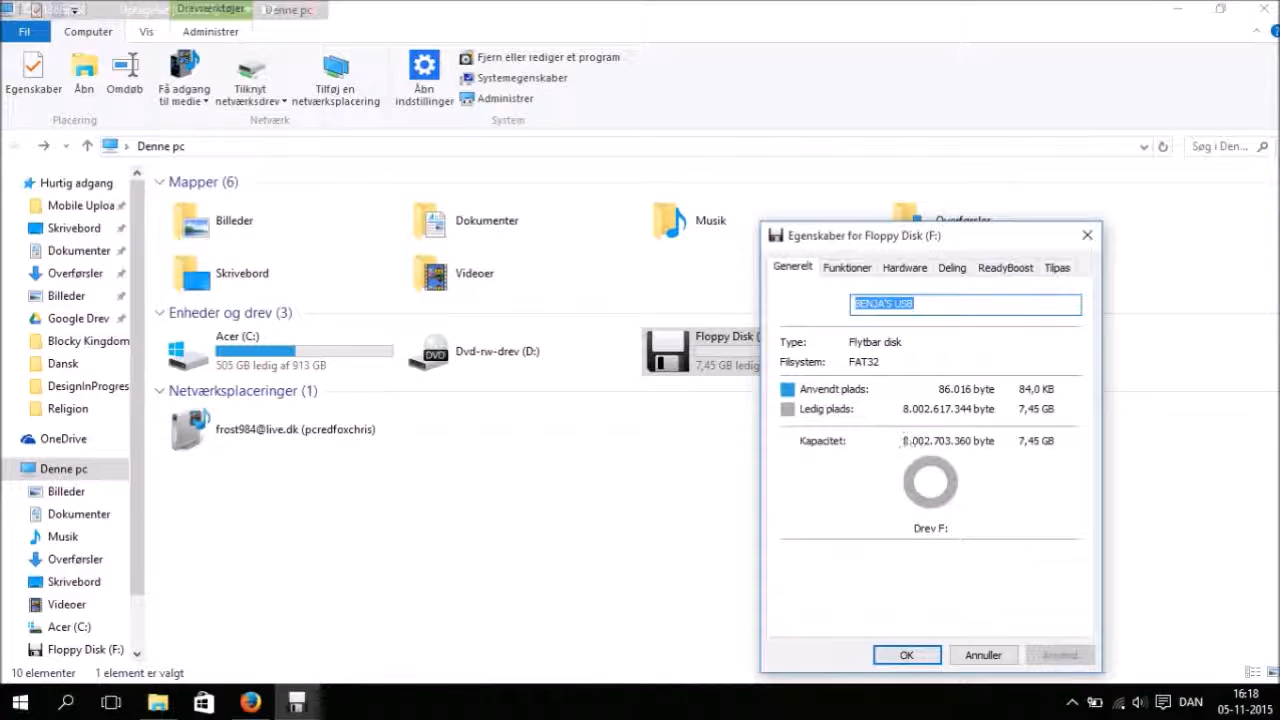 Drevværktøjer
Denne pc
Fil
Computer
Vis
Administrer
Egenskaber
Åbn
Omdøb
Få adgang til medie
Tilknyt netværksdrev
Tilføj en netværksplacering
Åbn indstillinger
Fjern eller rediger et program
Systemegenskaber
Administrer
Placering
Netværk
System
Denne pc
Søg i Den...
Hurtig adgang
Mobile Uploa
Skrivebord
Dokumenter
Overførsler
Billeder
Google Drev
Blocky Kingdom
Dansk
DesignInProgres
Religion
OneDrive
Denne pc
Billeder
Dokumenter
Musik
Overførsler
Skrivebord
Videoer
Acer (C:)
Floppy Disk (F:)
Mapper (6)
Billeder
Dokumenter
Musik
Overførsler
Skrivebord
Videoer
Enheder og drev (3)
Acer (C:)
505 GB ledig af 913 GB
DVD
Dvd-rw-drev (D:)
Floppy Disk (
7,45 GB ledig
Netværksplaceringer (1)
frost984@live.dk (pcredfoxchris)
Egenskaber for Floppy Disk (F:)
Generelt
Funktioner
Hardware
Deling
ReadyBoost
Tilpas
BENJA'S USB
Type: Flytbar disk
Filsystem: FAT32
Anvendt plads: 86.016 byte 84,0 KB
Ledig plads: 8.002.617.344 byte 7,45 GB
Kapacitet: 8.002.703.360 byte 7,45 GB
Drev F:
OK
Annuller
Anvend
10 elementer
1 element er valgt
DAN
16:18
05-11-2015